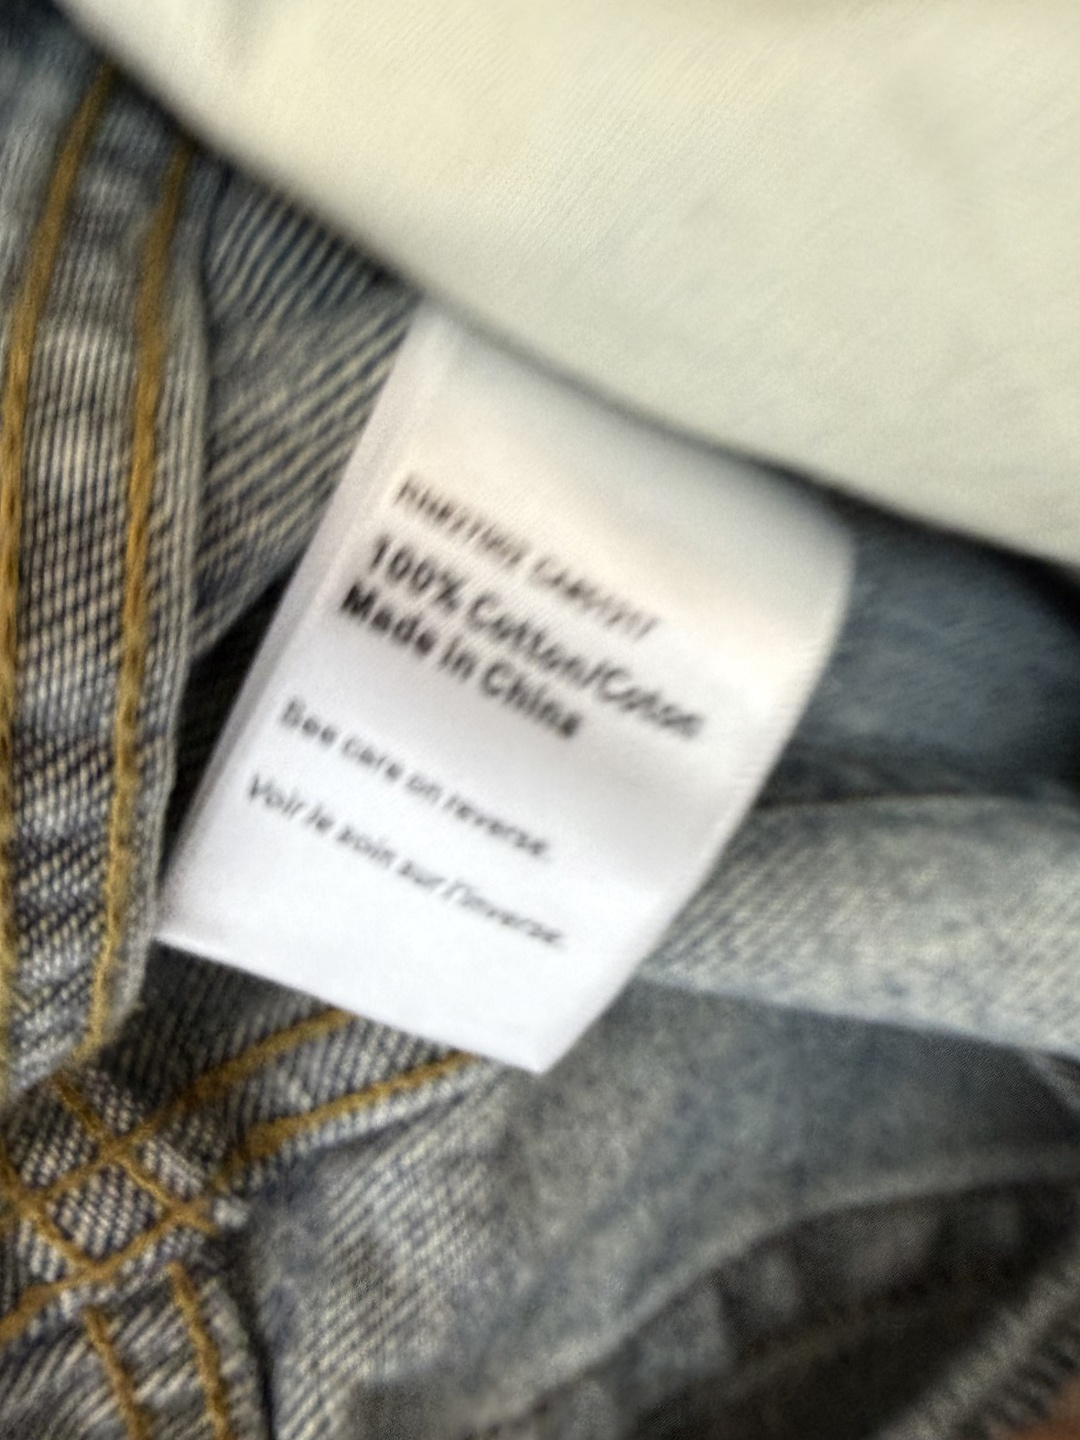 100% Cotton/Coton
Made in China
See care on reverse.
Voir le soin sur l'inverse.